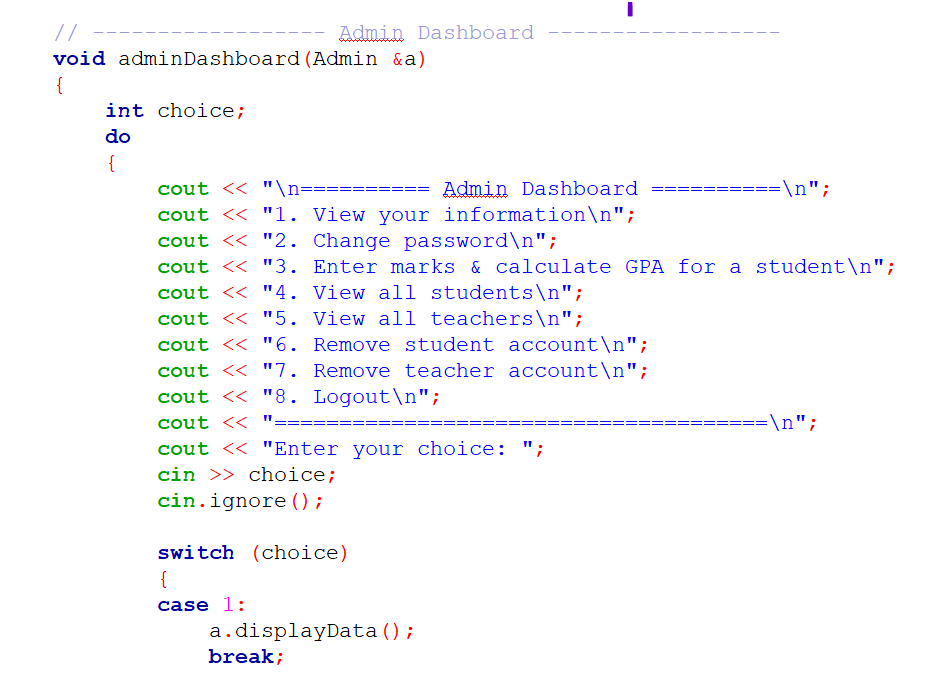 // ------------------ Admin Dashboard ------------------
void adminDashboard(Admin &a)
{
    int choice;
    do
    {
        cout << "\n========== Admin Dashboard ==========\n";
        cout << "1. View your information\n";
        cout << "2. Change password\n";
        cout << "3. Enter marks & calculate GPA for a student\n";
        cout << "4. View all students\n";
        cout << "5. View all teachers\n";
        cout << "6. Remove student account\n";
        cout << "7. Remove teacher account\n";
        cout << "8. Logout\n";
        cout << "======================================\n";
        cout << "Enter your choice: ";
        cin >> choice;
        cin.ignore();

        switch (choice)
        {
        case 1:
            a.displayData();
            break;